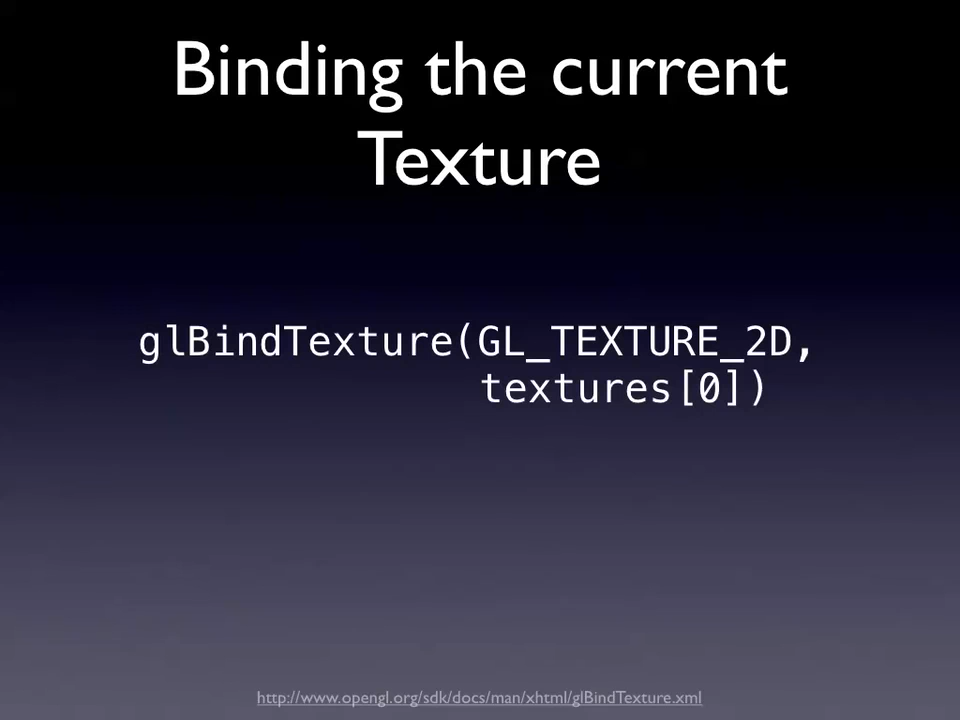 Binding the current
Texture
glBindTexture(GL_TEXTURE_2D,
textures[0])
http://www.opengl.org/sdk/docs/man/xhtml/glBindTexture.xml